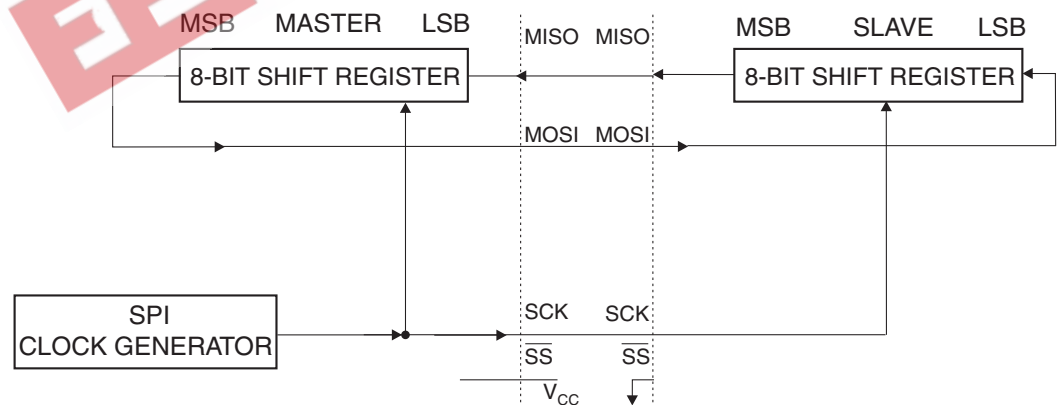 MSB MASTER LSB MISO MISO MSB SLAVE LSB
8-BIT SHIFT REGISTER 8-BIT SHIFT REGISTER
MOSI MOSI
SPI
CLOCK GENERATOR
SCK SCK
SS SS
VCC